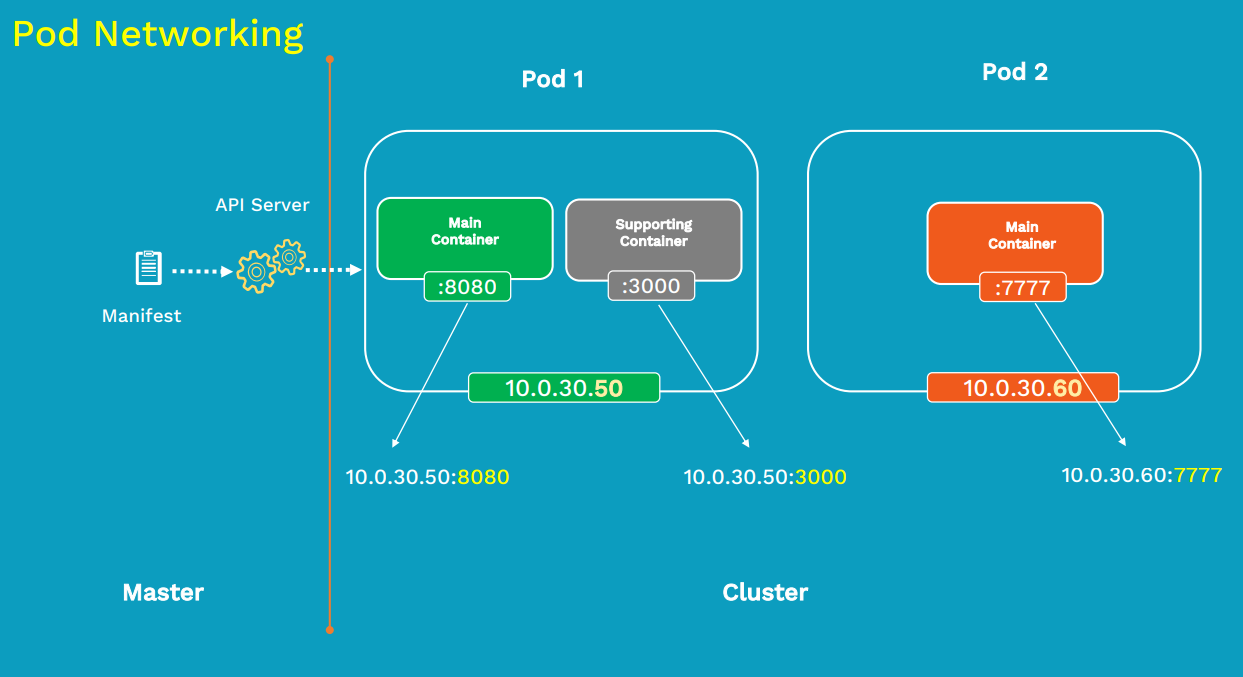 Pod Networking
Pod 1
Pod 2
API Server
Manifest
Main
Container
:8080
Supporting
Container
:3000
Main
Container
:7777
10.0.30.50
10.0.30.60
10.0.30.50:8080
10.0.30.50:3000
10.0.30.60:7777
Master
Cluster